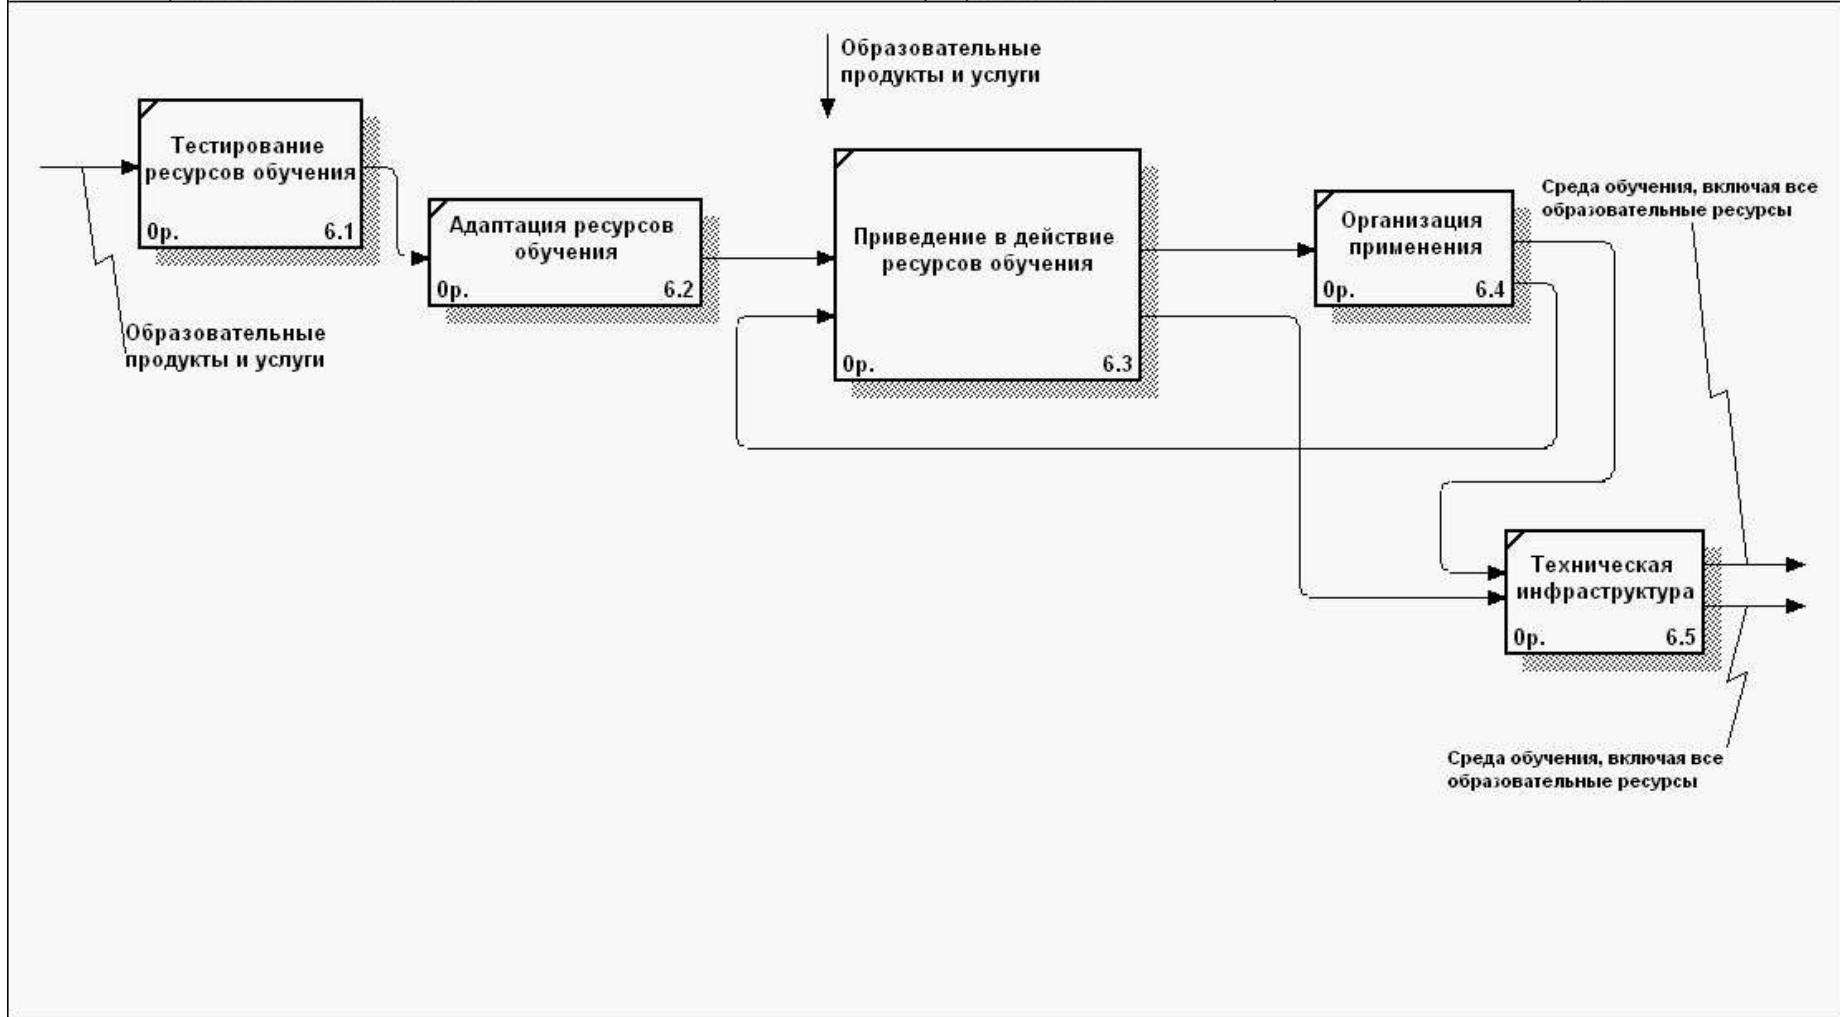 Образовательные
продукты и услуги
Тестирование
ресурсов обучения
0р. 6.1
Образовательные
продукты и услуги
Адаптация ресурсов
обучения
0р. 6.2
Приведение в действие
ресурсов обучения
0р. 6.3
Организация
применения
0р. 6.4
Среда обучения, включая все
образовательные ресурсы
Техническая
инфраструктура
0р. 6.5
Среда обучения, включая все
образовательные ресурсы